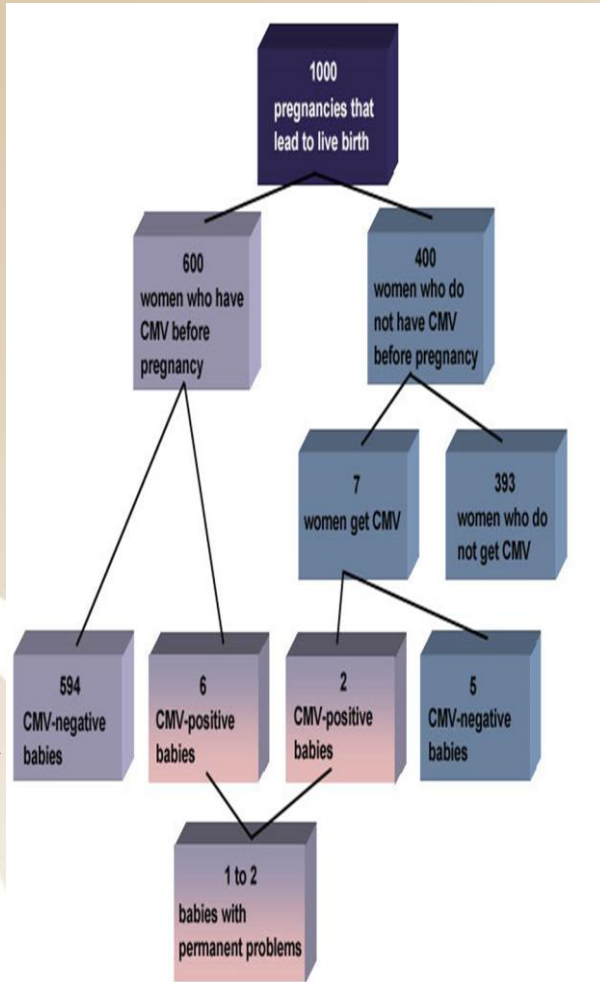 1000
pregnancies that
lead to live birth
600
women who have
CMV before
pregnancy
400
women who do
not have CMV
before pregnancy
7
women get CMV
393
women who do
not get CMV
594
CMV-negative
babies
6
CMV-positive
babies
2
CMV-positive
babies
5
CMV-negative
babies
1 to 2
babies with
permanent problems